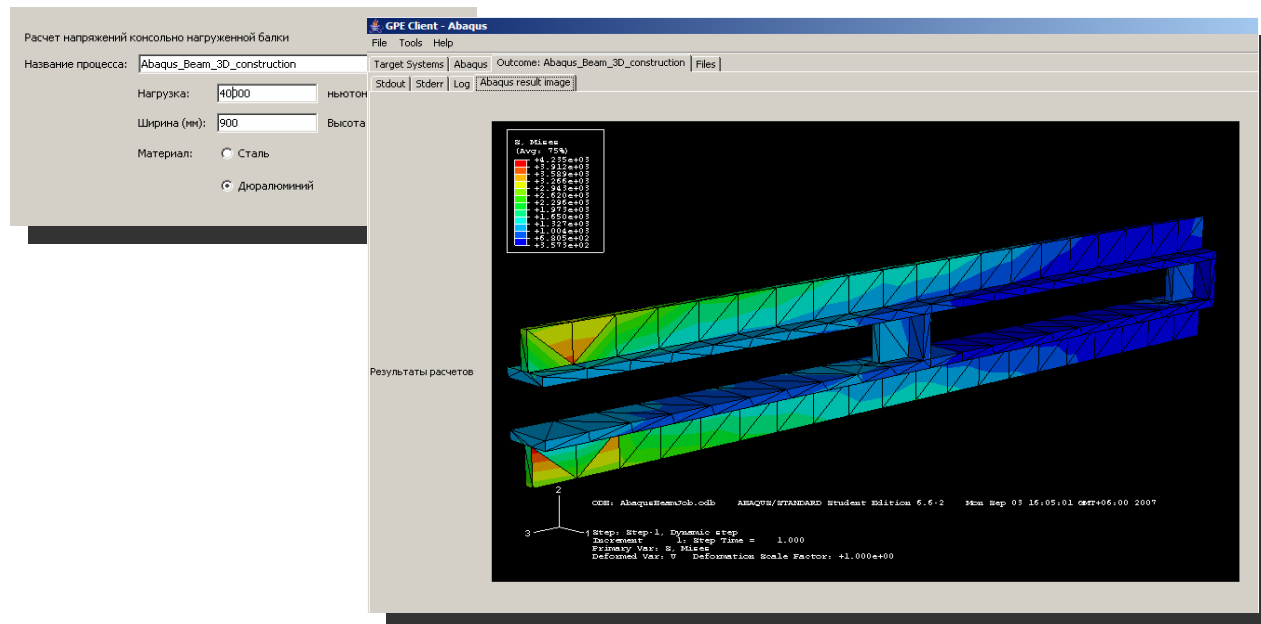 Расчет напряжений консольно нагруженной балки
Название процесса: Abaqus_Beam_3D_construction
Нагрузка: 40000 ньютон
Ширина (мм): 900 Высота
Материал: Сталь
Дюралюминий
GPE Client - Abaqus
File Tools Help
Target Systems Abaqus Outcome: Abaqus_Beam_3D_construction Files
Stdout Stderr Log Abaqus result image
Результаты расчетов
S, Mises
(Avg: 75%)
+4.235e+03
+3.912e+03
+3.589e+03
+3.266e+03
+2.943e+03
+2.620e+03
+2.296e+03
+1.973e+03
+1.650e+03
+1.327e+03
+1.004e+03
+6.805e+02
+3.573e+02
2
3
1
ODB: AbaqusBeamJob.odb ABAQUS/STANDARD Student Edition 6.6-2 Mon Sep 03 16:05:01 GMT+06:00 2007
Step: Step-1, Dynamic step
Increment 1: Step Time = 1.000
Primary Var: S, Mises
Deformed Var: U Deformation Scale Factor: +1.000e+00